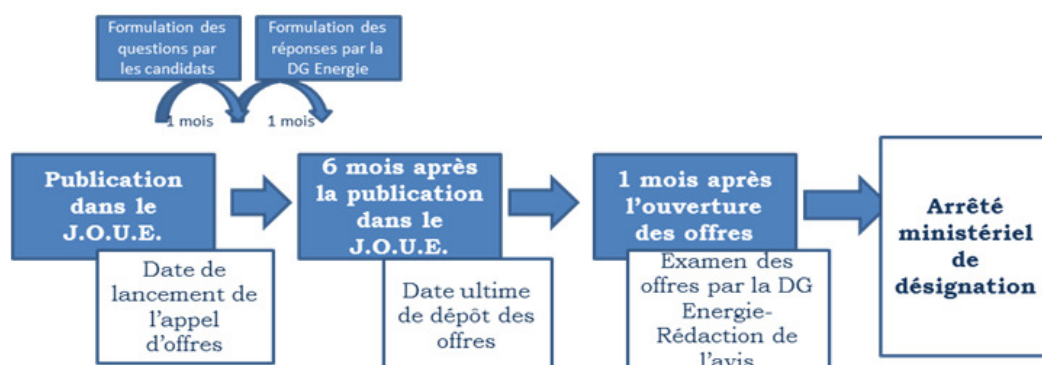 Formulation des
questions par
les candidats
Formulation des
réponses par la
DG Energie
1 mois
1 mois
Publication
dans le
J.O.U.E.
Date de
lancement de
l'appel
d'offres
6 mois après
la publication
dans le
J.O.U.E.
Date ultime
de dépôt des
offres
1 mois après
l'ouverture
des offres
Examen des
offres par la DG
Energie-
Rédaction de
l'avis
Arrêté
ministériel
de
désignation